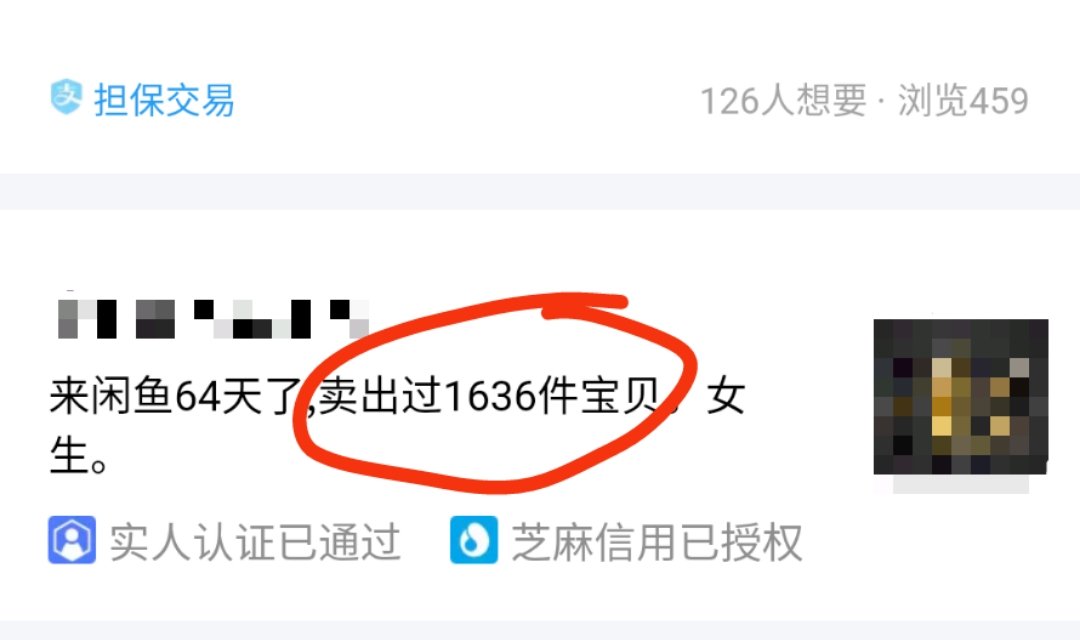 担保交易
126人想要 · 浏览459
来闲鱼64天了,卖出过1636件宝贝。女
生。
实人认证已通过 芝麻信用已授权